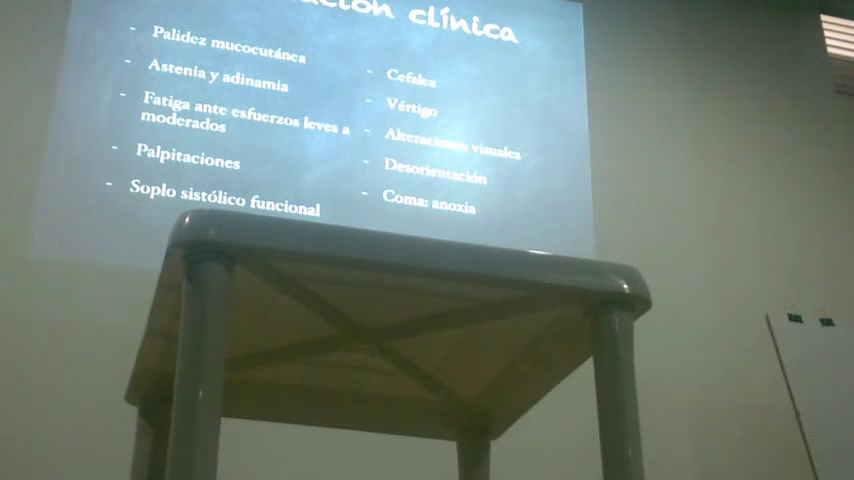 clínica
- Palidez mucocutánea
- Astenia y adinamia
- Fatiga ante esfuerzos leves a
moderados
- Palpitaciones
- Soplo sistólico funcional
- Cefalea
- Vértigo
- Alteraciones visuales
- Desorientación
- Coma: anoxia